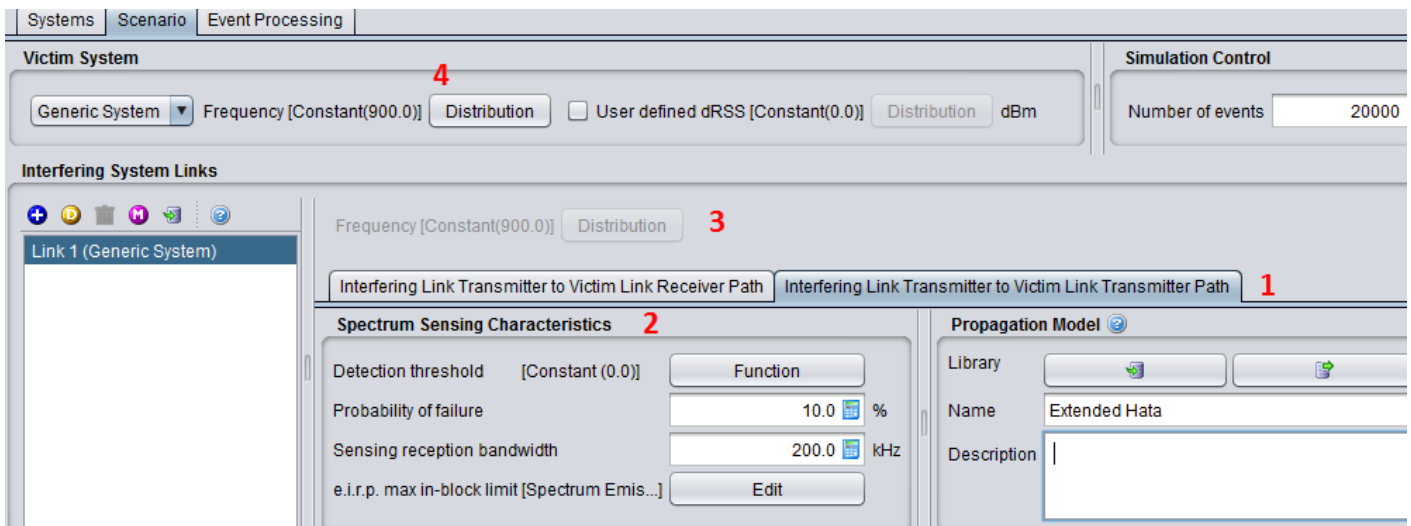 Systems Scenario Event Processing
Victim System
Simulation Control
4
Generic System Frequency [Constant(900.0)] Distribution User defined dRSS [Constant(0.0)] Distribution dBm
Number of events 20000
Interfering System Links
D M ?
Link 1 (Generic System)
Frequency [Constant(900.0)] Distribution 3
Interfering Link Transmitter to Victim Link Receiver Path Interfering Link Transmitter to Victim Link Transmitter Path 1
Spectrum Sensing Characteristics 2
Detection threshold [Constant (0.0)] Function
Probability of failure 10.0 %
Sensing reception bandwidth 200.0 kHz
e.i.r.p. max in-block limit [Spectrum Emis...] Edit
Propagation Model ?
Library
Name Extended Hata
Description